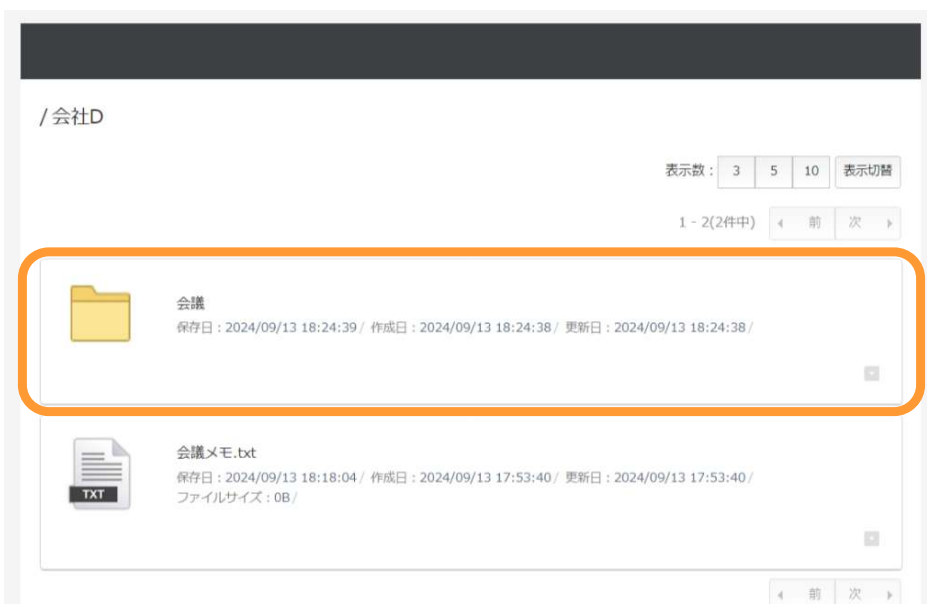 /会社D
表示数： 3 5 10 表示切替
1 - 2(2件中) 前 次
会議
保存日：2024/09/13 18:24:39 / 作成日：2024/09/13 18:24:38 / 更新日：2024/09/13 18:24:38 /
会議メモ.txt
保存日：2024/09/13 18:18:04 / 作成日：2024/09/13 17:53:40 / 更新日：2024/09/13 17:53:40 /
ファイルサイズ：0B /
TXT
前 次